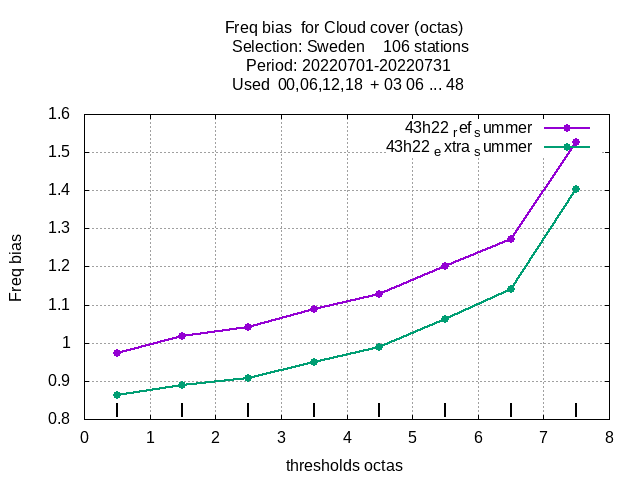 Freq bias  for Cloud cover (octas)
Selection: Sweden    106 stations
Period: 20220701-20220731
Used  00,06,12,18  + 03 06 ... 48
1.6
1.5
1.4
1.3
1.2
1.1
1
0.9
0.8
Freq bias
43h22 ref summer
43h22 extra summer
0 1 2 3 4 5 6 7 8
thresholds octas